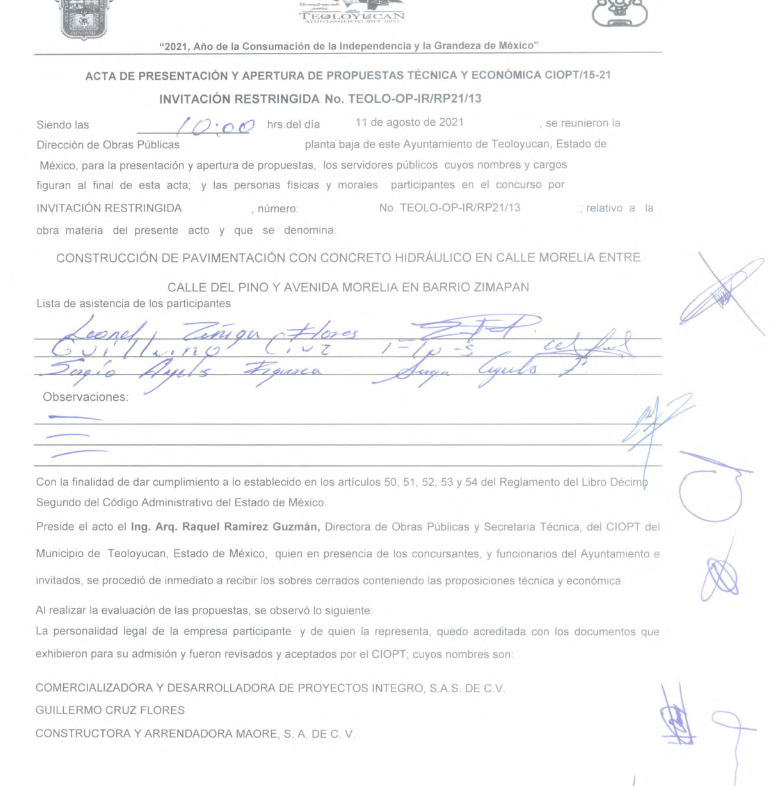 TEOLOYUCAN
"2021, Año de la Consumación de la Independencia y la Grandeza de México"
ACTA DE PRESENTACIÓN Y APERTURA DE PROPUESTAS TÉCNICA Y ECONÓMICA CIOPT/15-21
INVITACIÓN RESTRINGIDA No. TEOLO-OP-IR/RP21/13
Siendo las 10:00 hrs.del día 11 de agosto de 2021 , se reunieron la
Dirección de Obras Públicas planta baja de este Ayuntamiento de Teoloyucan, Estado de
México, para la presentación y apertura de propuestas, los servidores públicos cuyos nombres y cargos
figuran al final de esta acta; y las personas físicas y morales participantes en el concurso por
INVITACIÓN RESTRINGIDA , número: No. TEOLO-OP-IR/RP21/13 ; relativo a la
obra materia del presente acto y que se denomina:
CONSTRUCCIÓN DE PAVIMENTACIÓN CON CONCRETO HIDRÁULICO EN CALLE MORELIA ENTRE
CALLE DEL PINO Y AVENIDA MORELIA EN BARRIO ZIMAPAN
Lista de asistencia de los participantes
Leonel Zúñiga Flores
Sergio
Observaciones:
Con la finalidad de dar cumplimiento a lo establecido en los artículos 50, 51, 52, 53 y 54 del Reglamento del Libro Décimo
Segundo del Código Administrativo del Estado de México.
Preside el acto el Ing. Arq. Raquel Ramírez Guzmán, Directora de Obras Públicas y Secretaria Técnica, del CIOPT del
Municipio de Teoloyucan, Estado de México, quien en presencia de los concursantes, y funcionarios del Ayuntamiento e
invitados, se procedió de inmediato a recibir los sobres cerrados conteniendo las proposiciones técnica y económica.
Al realizar la evaluación de las propuestas, se observó lo siguiente:
La personalidad legal de la empresa participante y de quien la representa, quedo acreditada con los documentos que
exhibieron para su admisión y fueron revisados y aceptados por el CIOPT; cuyos nombres son:
COMERCIALIZADORA Y DESARROLLADORA DE PROYECTOS INTEGRO, S.A.S. DE C.V.
GUILLERMO CRUZ FLORES
CONSTRUCTORA Y ARRENDADORA MAORE, S. A. DE C. V.